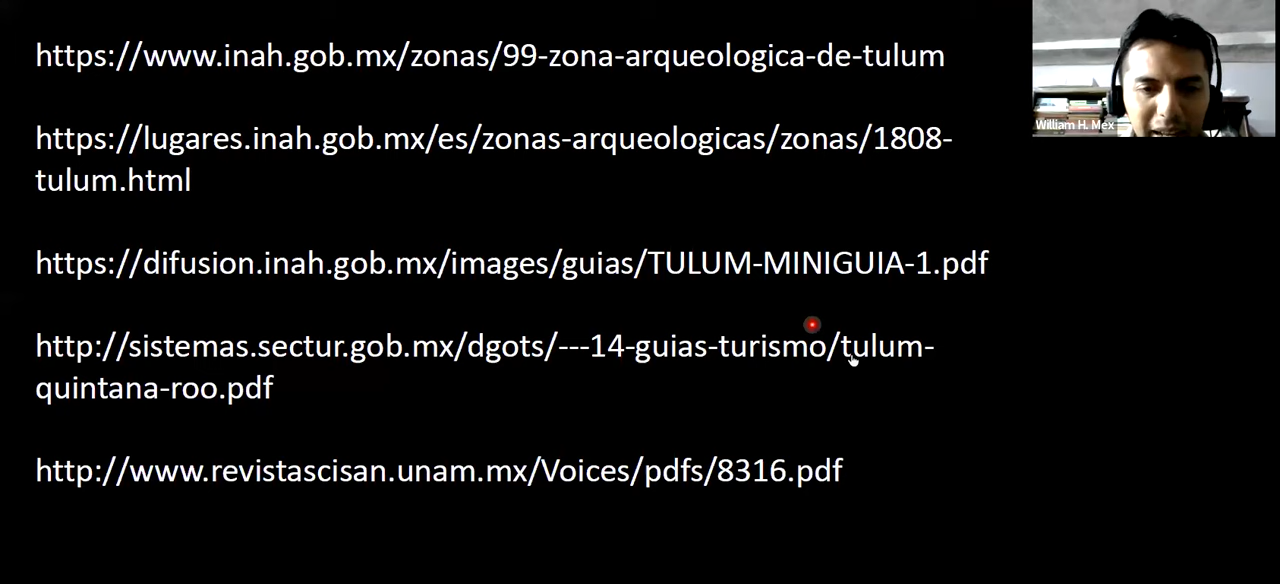 https://www.inah.gob.mx/zonas/99-zona-arqueologica-de-tulum
https://lugares.inah.gob.mx/es/zonas-arqueologicas/zonas/1808-
tulum.html
https://difusion.inah.gob.mx/images/guias/TULUM-MINIGUIA-1.pdf
http://sistemas.sectur.gob.mx/dgots/---14-guias-turismo/tulum-
quintana-roo.pdf
http://www.revistascisan.unam.mx/Voices/pdfs/8316.pdf
William H. Mex